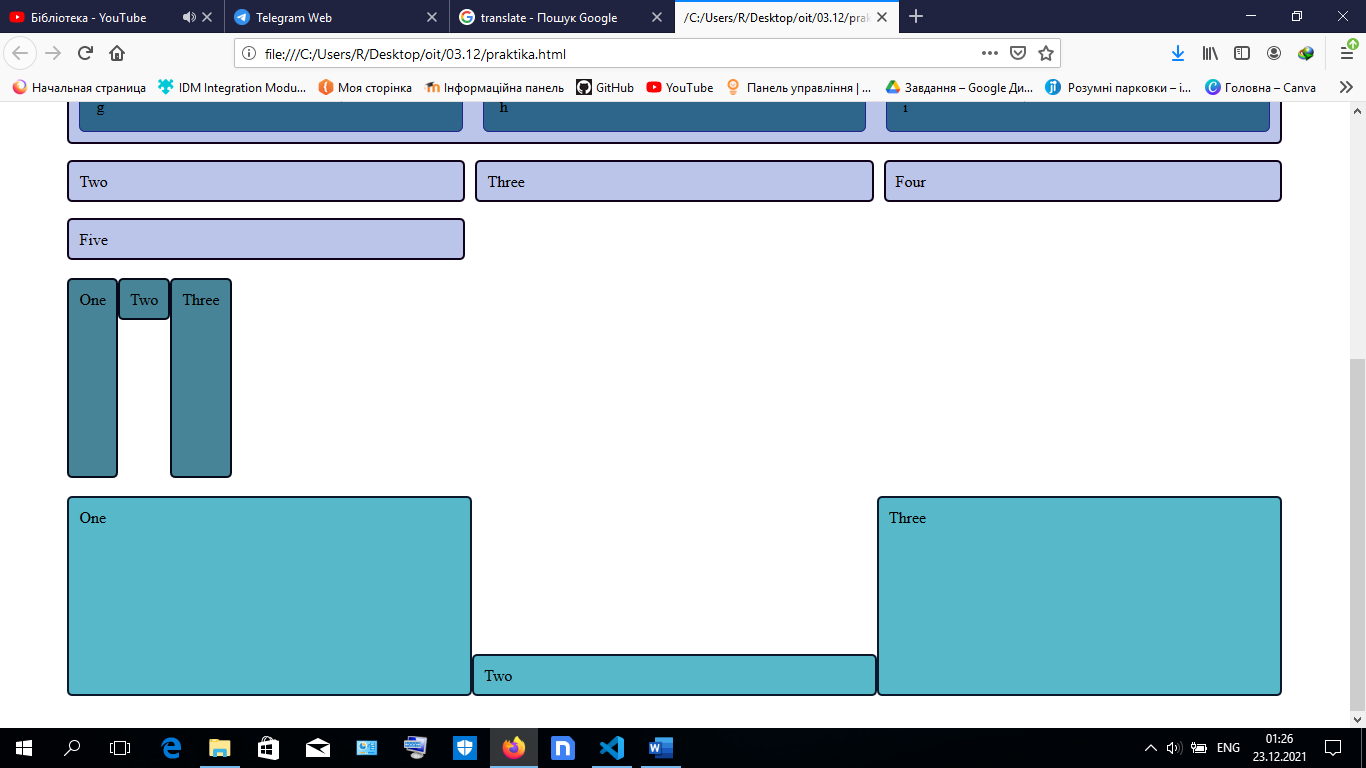 Бібліотека - YouTube
Telegram Web
translate - Пошук Google
/C:/Users/R/Desktop/oit/03.12/prak
file:///C:/Users/R/Desktop/oit/03.12/praktika.html
Начальная страница
IDM Integration Modu...
Моя сторінка
Інформаційна панель
GitHub
YouTube
Панель управління | ...
Завдання – Google Ди...
Розумні парковки – і...
Головна – Canva
g
h
i
Two
Three
Four
Five
One
Two
Three
One
Three
Two
ENG
01:26
23.12.2021